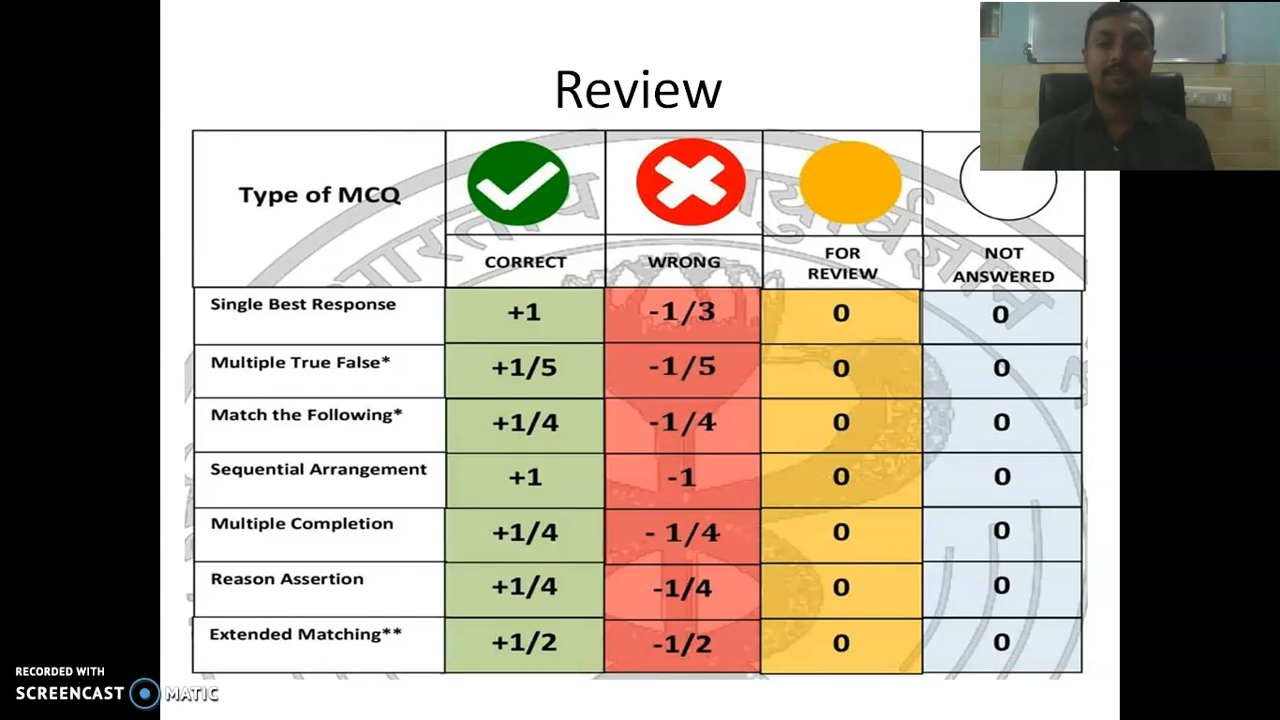 Review
Type of MCQ
CORRECT
WRONG
FOR
REVIEW
NOT
ANSWERED
Single Best Response +1 -1/3 0 0
Multiple True False* +1/5 -1/5 0 0
Match the Following* +1/4 -1/4 0 0
Sequential Arrangement +1 -1 0 0
Multiple Completion +1/4 - 1/4 0 0
Reason Assertion +1/4 -1/4 0 0
Extended Matching** +1/2 -1/2 0 0
RECORDED WITH
SCREENCAST MATIC